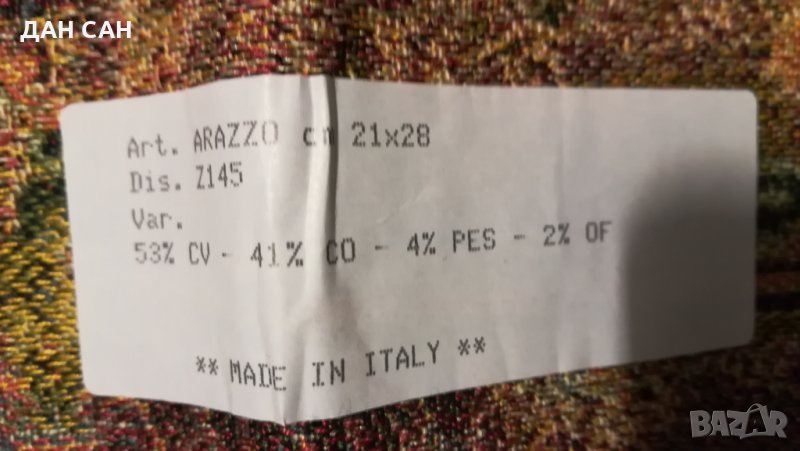 ДАН САН
Art. ARAZZO cm 21x28
Dis. Z145
Var.
53% CV - 41% CO - 4% PES - 2% OF
** MADE IN ITALY **
BAZAR